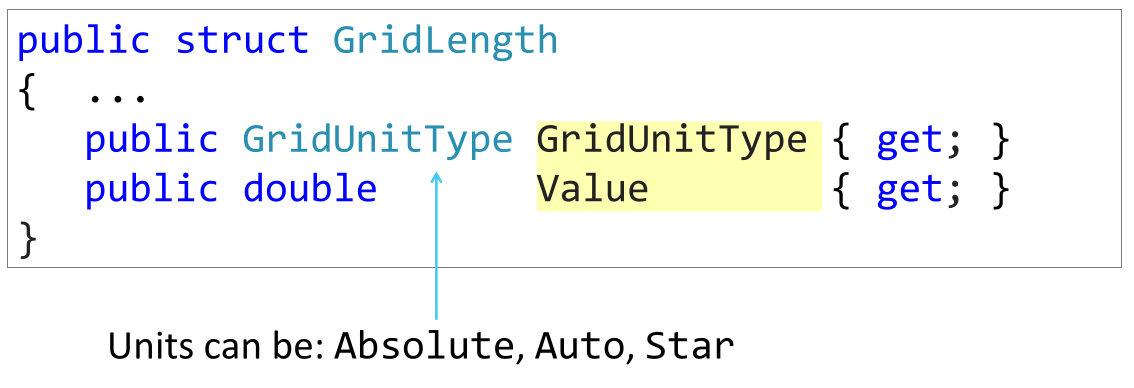 public struct GridLength
{ ...
public GridUnitType GridUnitType { get; }
public double Value { get; }
}
Units can be: Absolute, Auto, Star